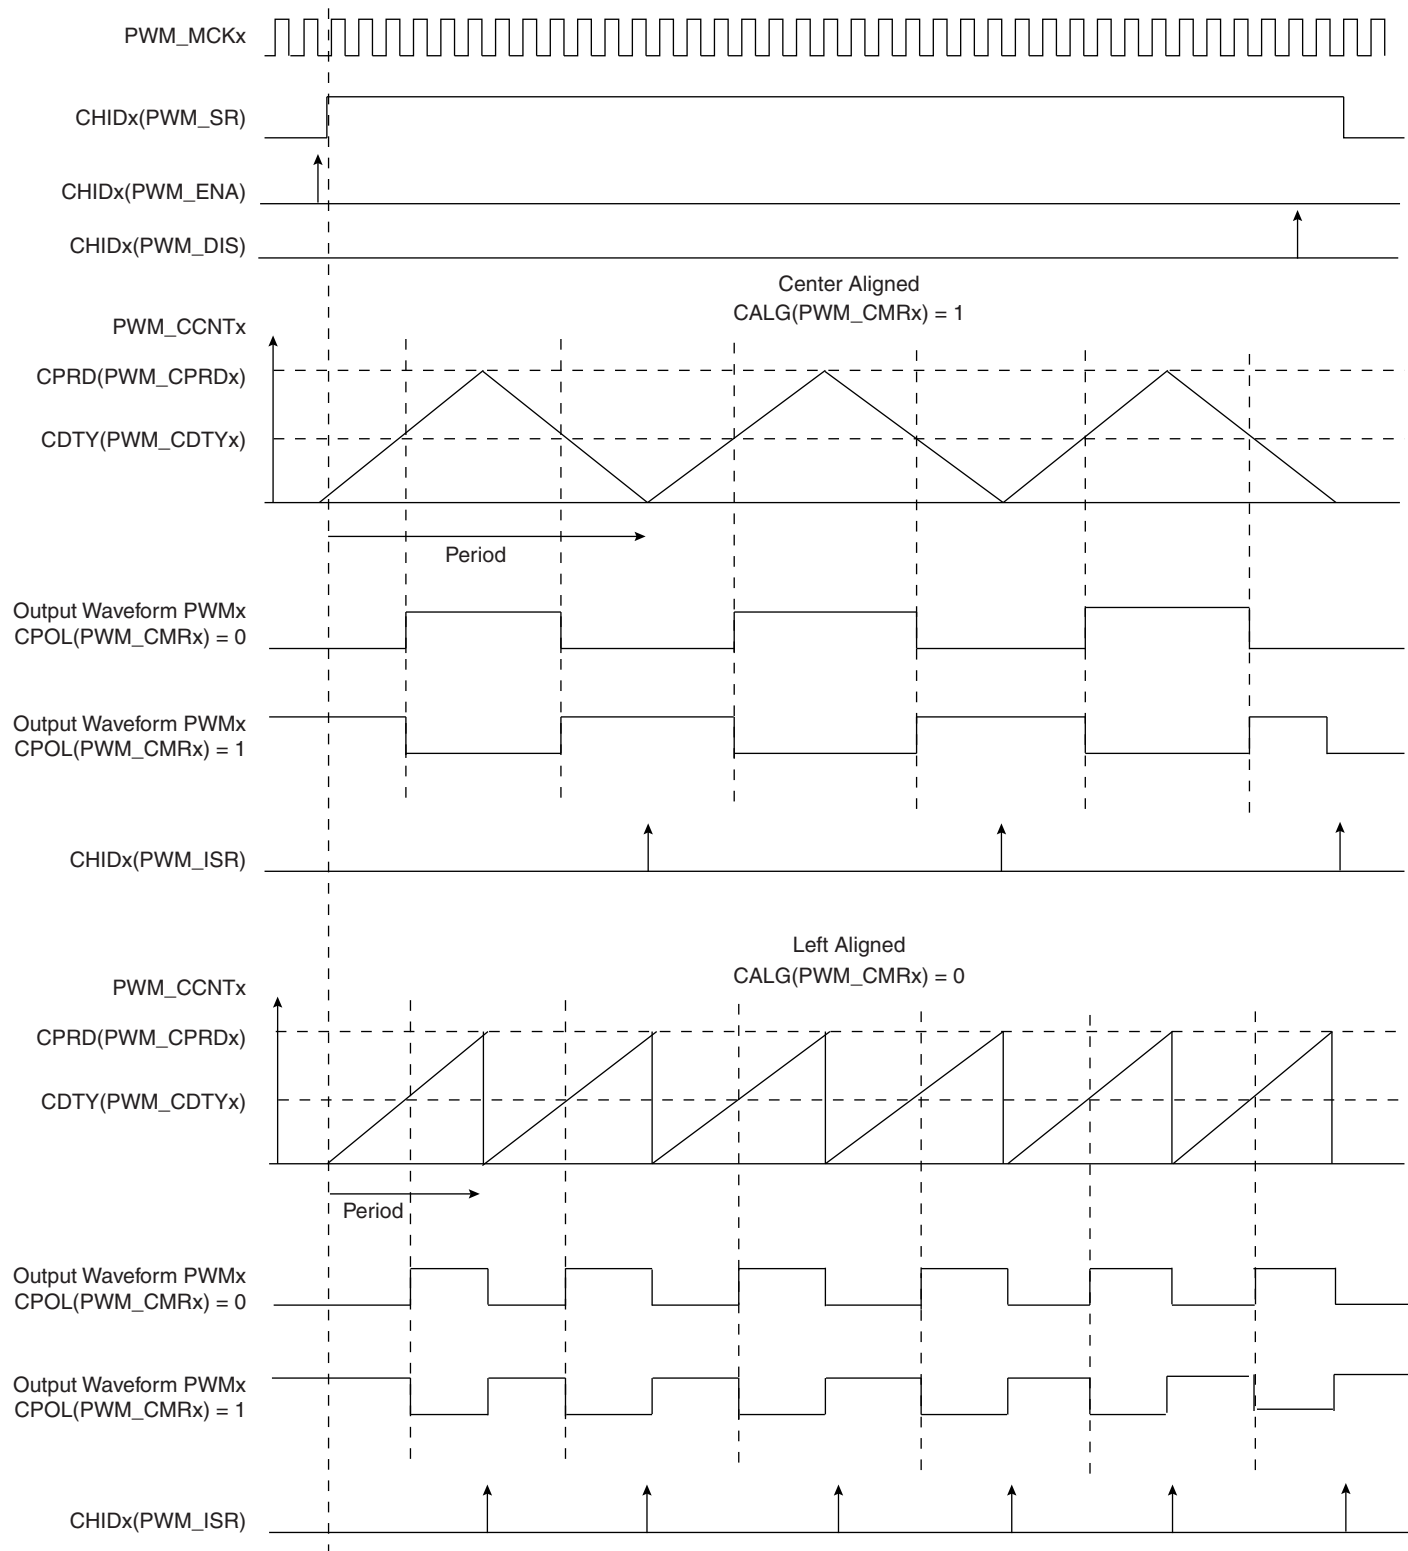 PWM_MCKx
CHIDx(PWM_SR)
CHIDx(PWM_ENA)
CHIDx(PWM_DIS)
Center Aligned
CALG(PWM_CMRx) = 1
PWM_CCNTx
CPRD(PWM_CPRDx)
CDTY(PWM_CDTYx)
Period
Output Waveform PWMx
CPOL(PWM_CMRx) = 0
Output Waveform PWMx
CPOL(PWM_CMRx) = 1
CHIDx(PWM_ISR)
Left Aligned
CALG(PWM_CMRx) = 0
PWM_CCNTx
CPRD(PWM_CPRDx)
CDTY(PWM_CDTYx)
Period
Output Waveform PWMx
CPOL(PWM_CMRx) = 0
Output Waveform PWMx
CPOL(PWM_CMRx) = 1
CHIDx(PWM_ISR)